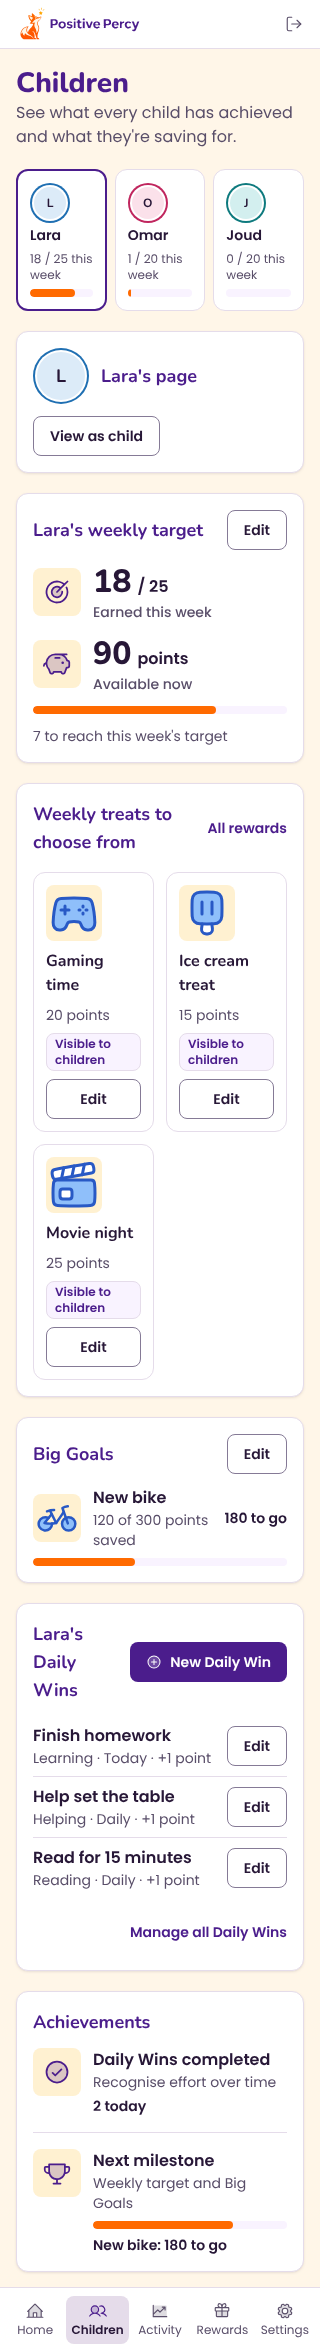 Positive Percy
Children
See what every child has achieved
and what they're saving for.
L
Lara
18 / 25 this
week
O
Omar
1 / 20 this
week
J
Joud
0 / 20 this
week
L
Lara's page
View as child
Lara's weekly target
Edit
18 / 25
Earned this week
90 points
Available now
7 to reach this week's target
Weekly treats to
choose from
All rewards
Gaming
time
20 points
Visible to
children
Edit
Ice cream
treat
15 points
Visible to
children
Edit
Movie night
25 points
Visible to
children
Edit
Big Goals
Edit
New bike
120 of 300 points
saved
180 to go
Lara's
Daily
Wins
New Daily Win
Finish homework
Learning · Today · +1 point
Edit
Help set the table
Helping · Daily · +1 point
Edit
Read for 15 minutes
Reading · Daily · +1 point
Edit
Manage all Daily Wins
Achievements
Daily Wins completed
Recognise effort over time
2 today
Next milestone
Weekly target and Big
Goals
New bike: 180 to go
Home
Children
Activity
Rewards
Settings